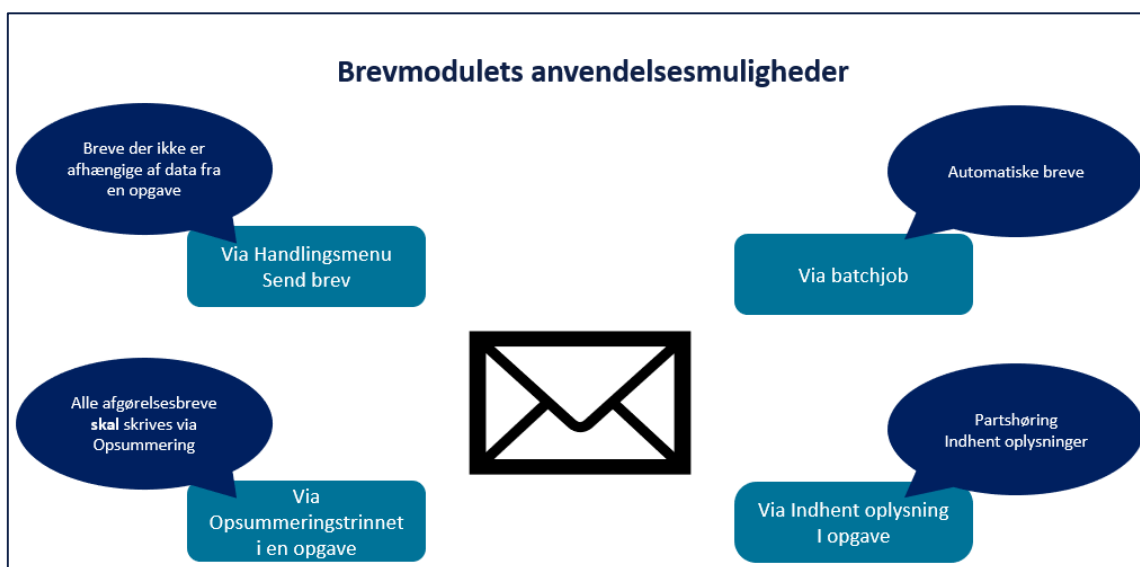 Brevmodulets anvendelsesmuligheder
Breve der ikke er
afhængige af data fra
en opgave
Via Handlingsmenu
Send brev
Automatiske breve
Via batchjob
Alle afgørelsesbreve
skal skrives via
Opsummering
Via
Opsummeringstrinnet
i en opgave
Partshøring
Indhent oplysninger
Via Indhent oplysning
I opgave